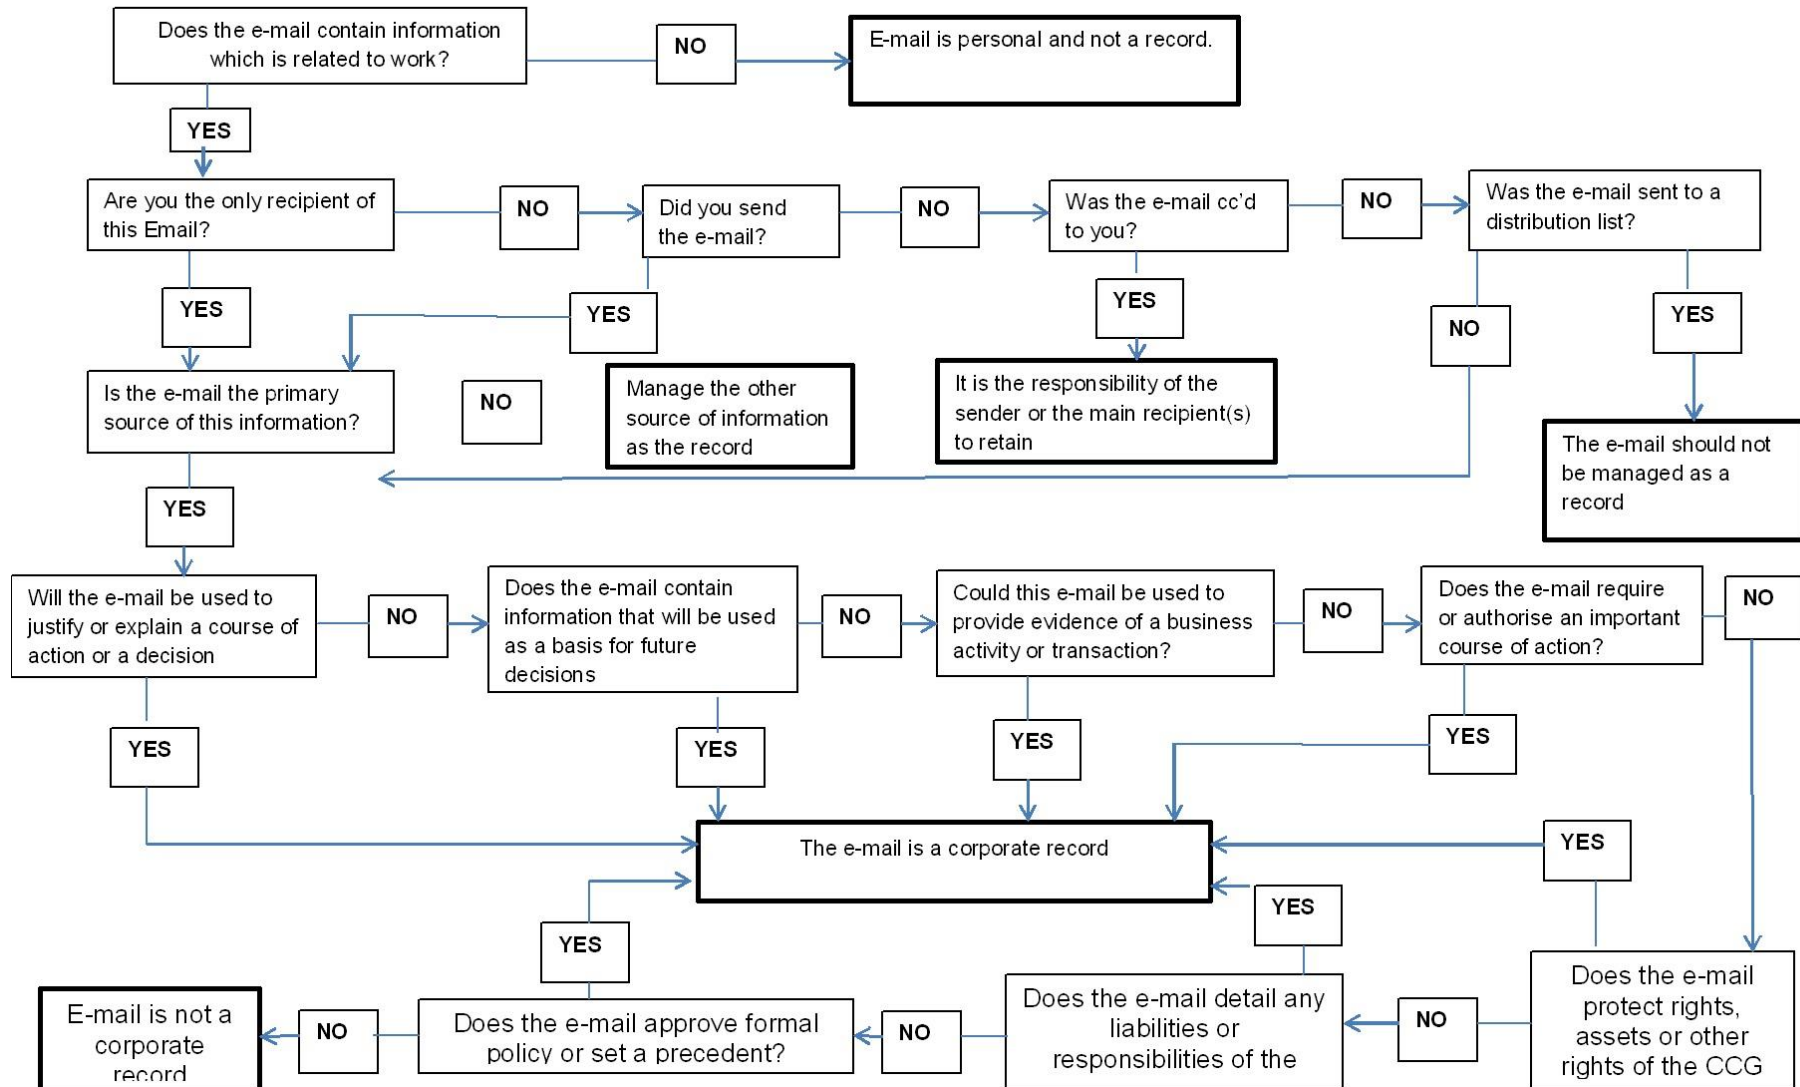 Does the e-mail contain information
which is related to work?
NO
E-mail is personal and not a record.
YES
Are you the only recipient of
this Email?
NO
Did you send
the e-mail?
NO
Was the e-mail cc’d
to you?
NO
Was the e-mail sent to a
distribution list?
YES
YES
YES
NO
YES
Is the e-mail the primary
source of this information?
NO
Manage the other
source of information
as the record
It is the responsibility of the
sender or the main recipient(s)
to retain
The e-mail should not
be managed as a
record
YES
Will the e-mail be used to
justify or explain a course of
action or a decision
NO
Does the e-mail contain
information that will be used
as a basis for future
decisions
NO
Could this e-mail be used to
provide evidence of a business
activity or transaction?
NO
Does the e-mail require
or authorise an important
course of action?
NO
YES
YES
YES
YES
The e-mail is a corporate record
YES
YES
YES
E-mail is not a
corporate
record
NO
Does the e-mail approve formal
policy or set a precedent?
NO
Does the e-mail detail any
liabilities or
responsibilities of the
NO
Does the e-mail
protect rights,
assets or other
rights of the CCG